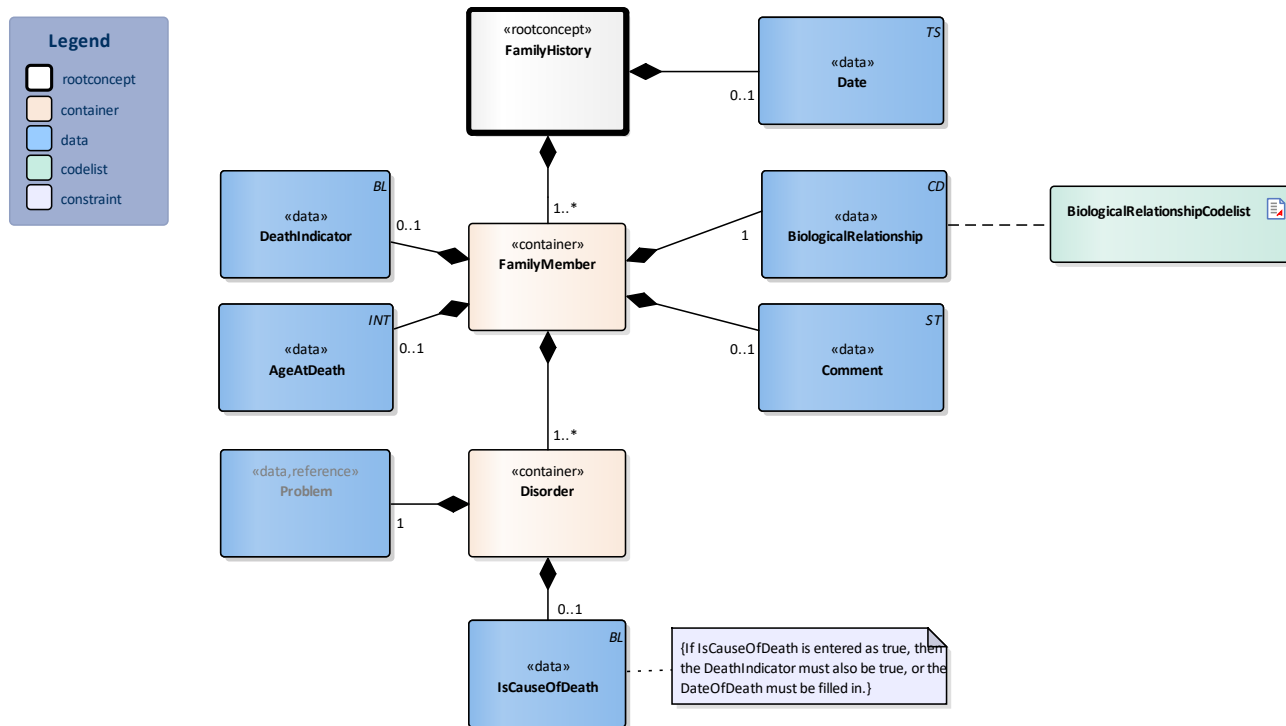 Legend
rootconcept
container
data
codelist
constraint
«rootconcept»
FamilyHistory
TS
«data»
Date
0..1
1..*
BL
«data»
DeathIndicator
0..1
«container»
FamilyMember
CD
«data»
BiologicalRelationship
1
BiologicalRelationshipCodelist
INT
«data»
AgeAtDeath
0..1
ST
«data»
Comment
0..1
1..*
«data,reference»
Problem
1
«container»
Disorder
0..1
BL
«data»
IsCauseOfDeath
{If IsCauseOfDeath is entered as true, then
the DeathIndicator must also be true, or the
DateOfDeath must be filled in.}